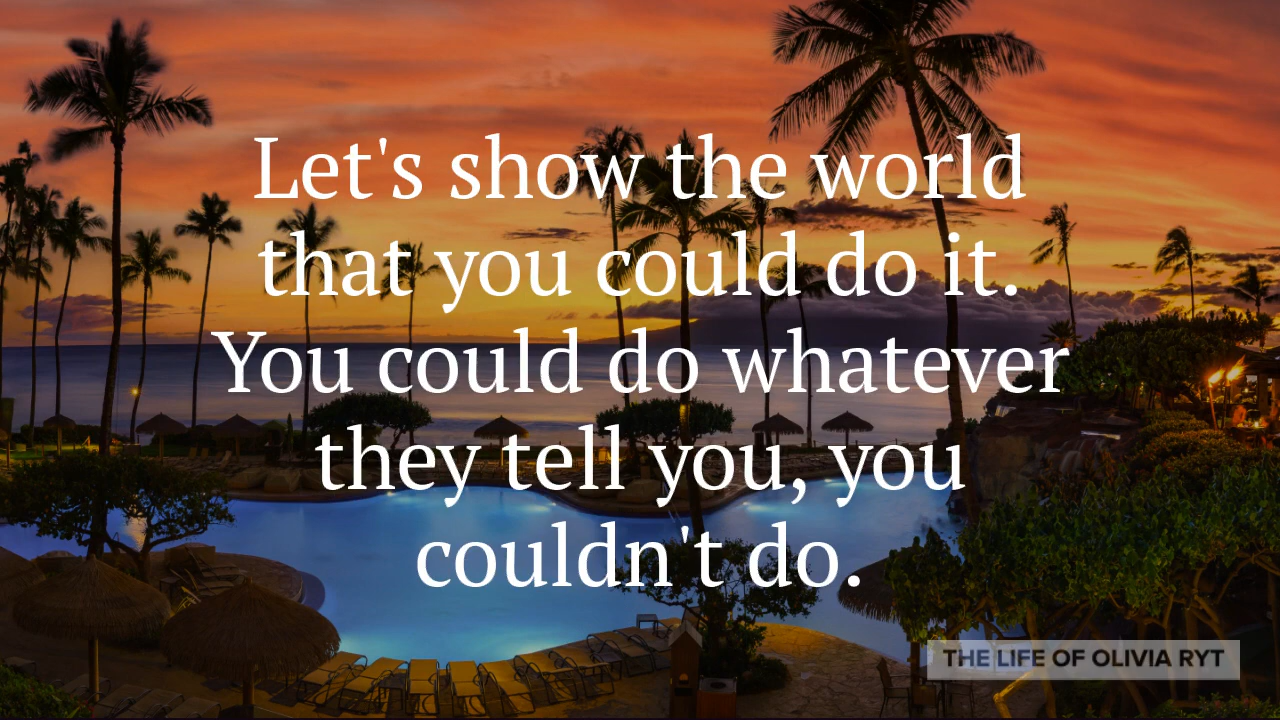 Let's show the world
that you could do it.
You could do whatever
they tell you, you
couldn't do.
THE LIFE OF OLIVIA RYT